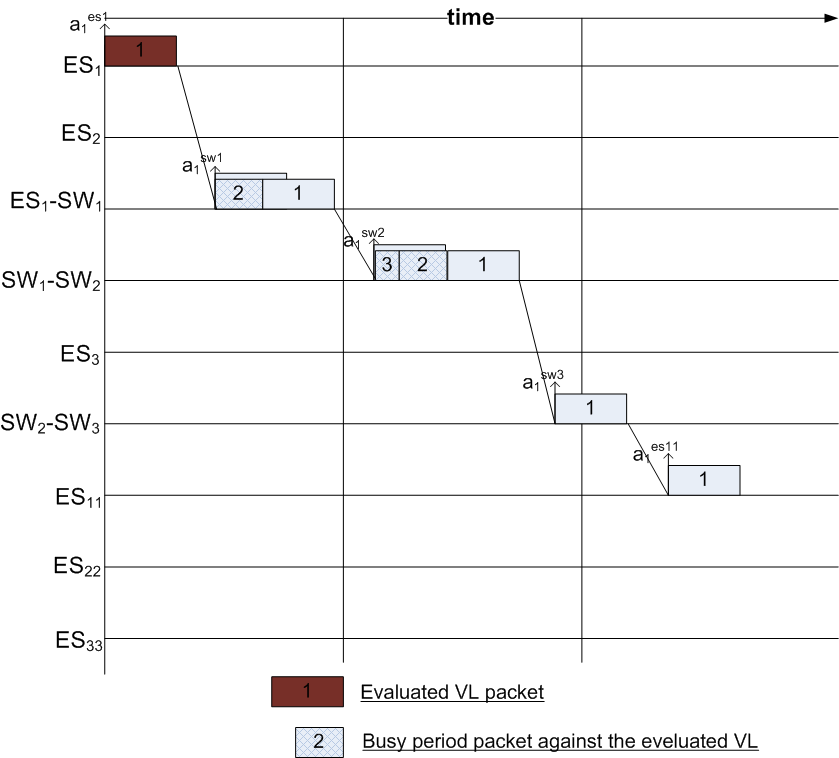 time
a1es1
1
ES1
ES2
a1sw1
2 1
ES1-SW1
a1sw2
3 2 1
SW1-SW2
ES3
a1sw3
1
SW2-SW3
a1es11
1
ES11
ES22
ES33
1 Evaluated VL packet
2 Busy period packet against the eveluated VL